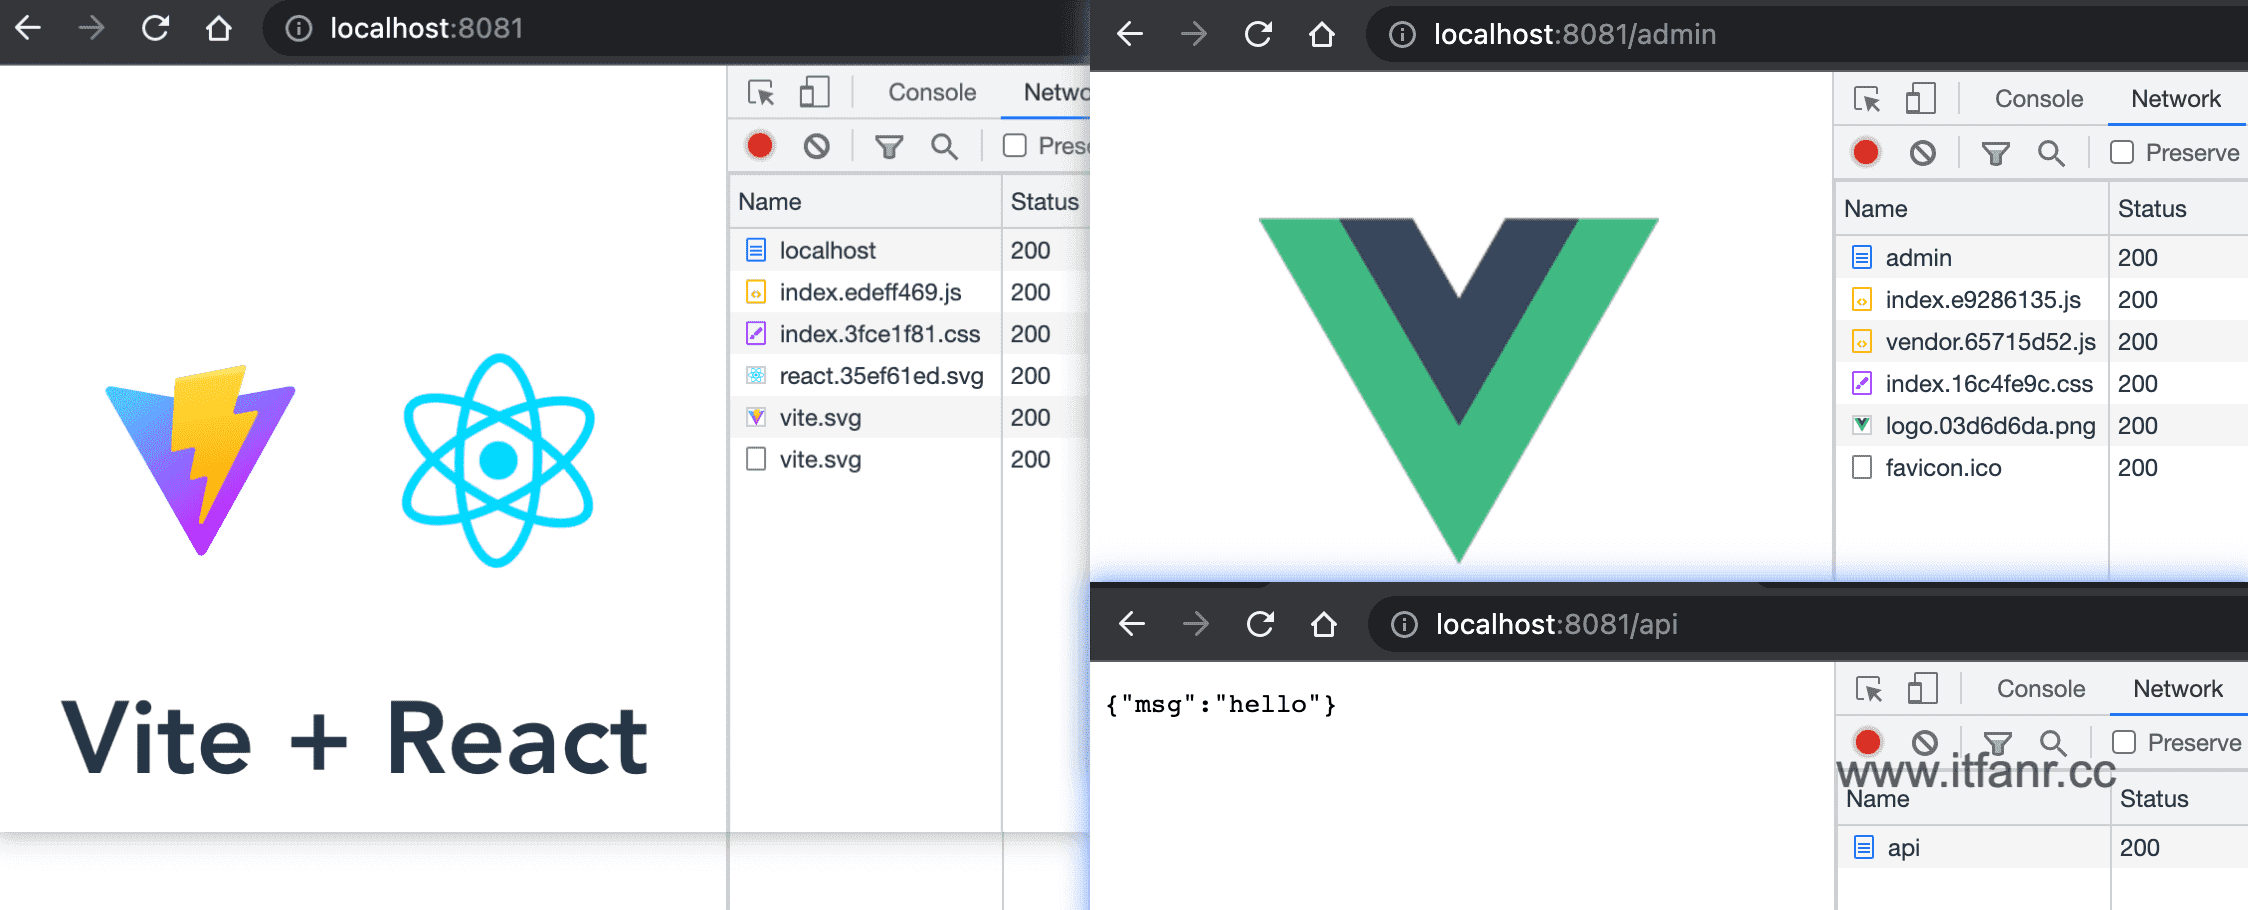 localhost:8081
Console Netwo
Prese
Name Status
localhost 200
index.edeff469.js 200
index.3fce1f81.css 200
react.35ef61ed.svg 200
vite.svg 200
vite.svg 200
Vite + React
localhost:8081/admin
Console Network
Preserve
Name Status
admin 200
index.e9286135.js 200
vendor.65715d52.js 200
index.16c4fe9c.css 200
logo.03d6d6da.png 200
favicon.ico 200
localhost:8081/api
{"msg":"hello"}
Console Network
Preserve
www.itfanr.cc
Name Status
api 200